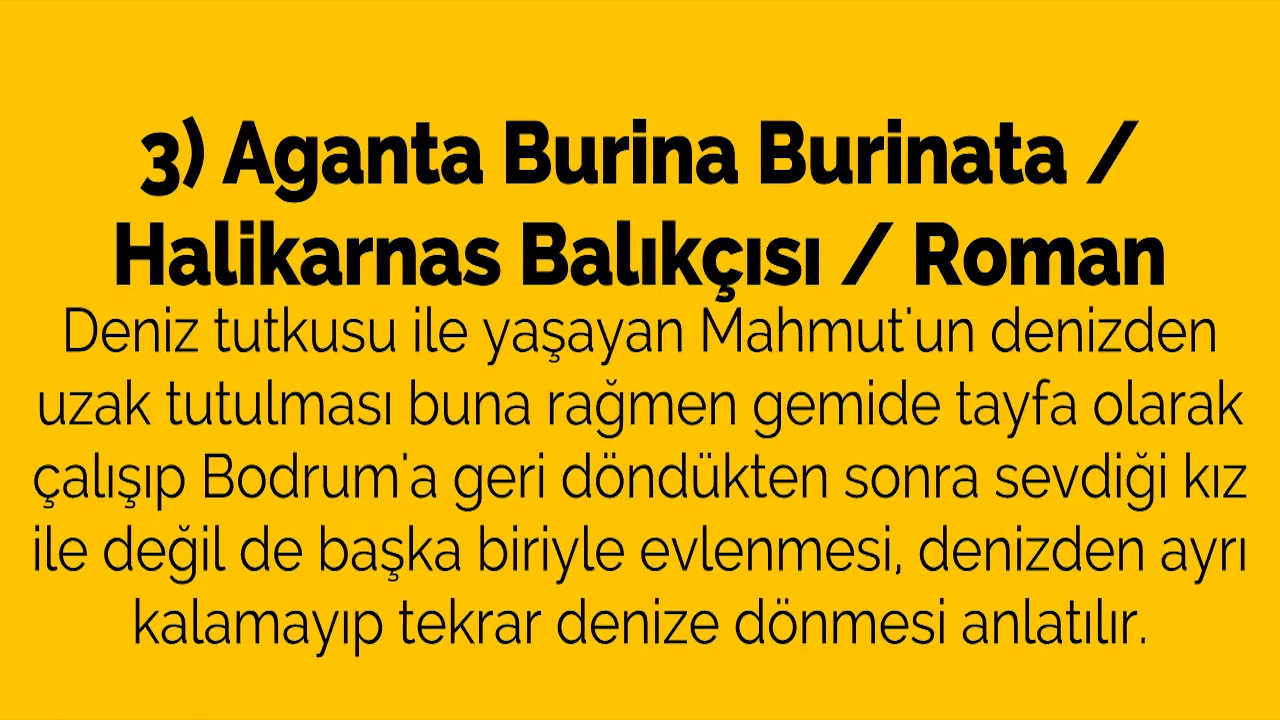 3) Aganta Burina Burinata /
Halikarnas Balıkçısı / Roman
Deniz tutkusu ile yaşayan Mahmut'un denizden
uzak tutulması buna rağmen gemide tayfa olarak
çalışıp Bodrum'a geri döndükten sonra sevdiği kız
ile değil de başka biriyle evlenmesi, denizden ayrı
kalamayıp tekrar denize dönmesi anlatılır.